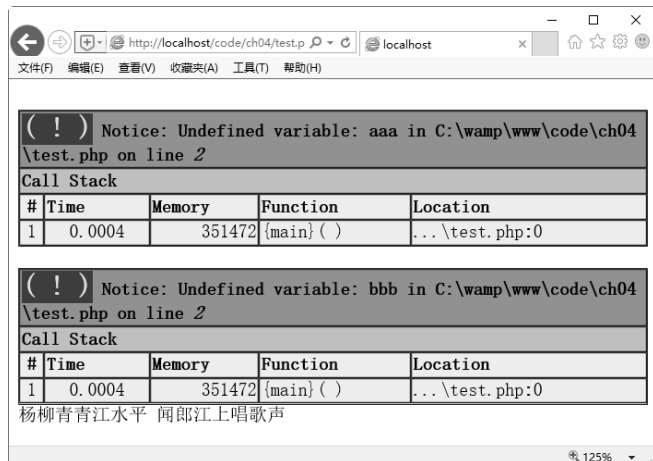 http://localhost/code/ch04/test.p localhost
文件(F) 编辑(E) 查看(V) 收藏夹(A) 工具(T) 帮助(H)
( ! ) Notice: Undefined variable: aaa in C:\wamp\www\code\ch04
\test.php on line 2
Call Stack
# Time Memory Function Location
1 0.0004 351472 {main}( ) ...\test.php:0
( ! ) Notice: Undefined variable: bbb in C:\wamp\www\code\ch04
\test.php on line 2
Call Stack
# Time Memory Function Location
1 0.0004 351472 {main}( ) ...\test.php:0
杨柳青青江水平 闻郎江上唱歌声
125%